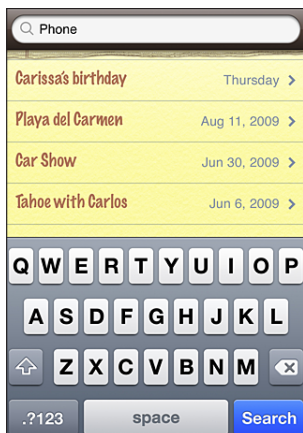 Phone
Carissa's birthday Thursday
Playa del Carmen Aug 11, 2009
Car Show Jun 30, 2009
Tahoe with Carlos Jun 6, 2009
Q W E R T Y U I O P
A S D F G H J K L
Z X C V B N M
.?123 space Search